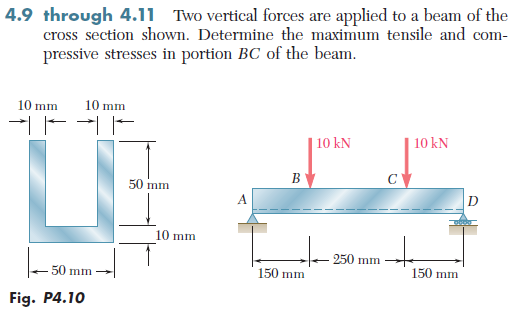 4.9 through 4.11 Two vertical forces are applied to a beam of the
cross section shown. Determine the maximum tensile and com-
pressive stresses in portion BC of the beam.
10 mm 10 mm
10 kN 10 kN
B C
50 mm
A D
10 mm
50 mm
250 mm
150 mm 150 mm
Fig. P4.10